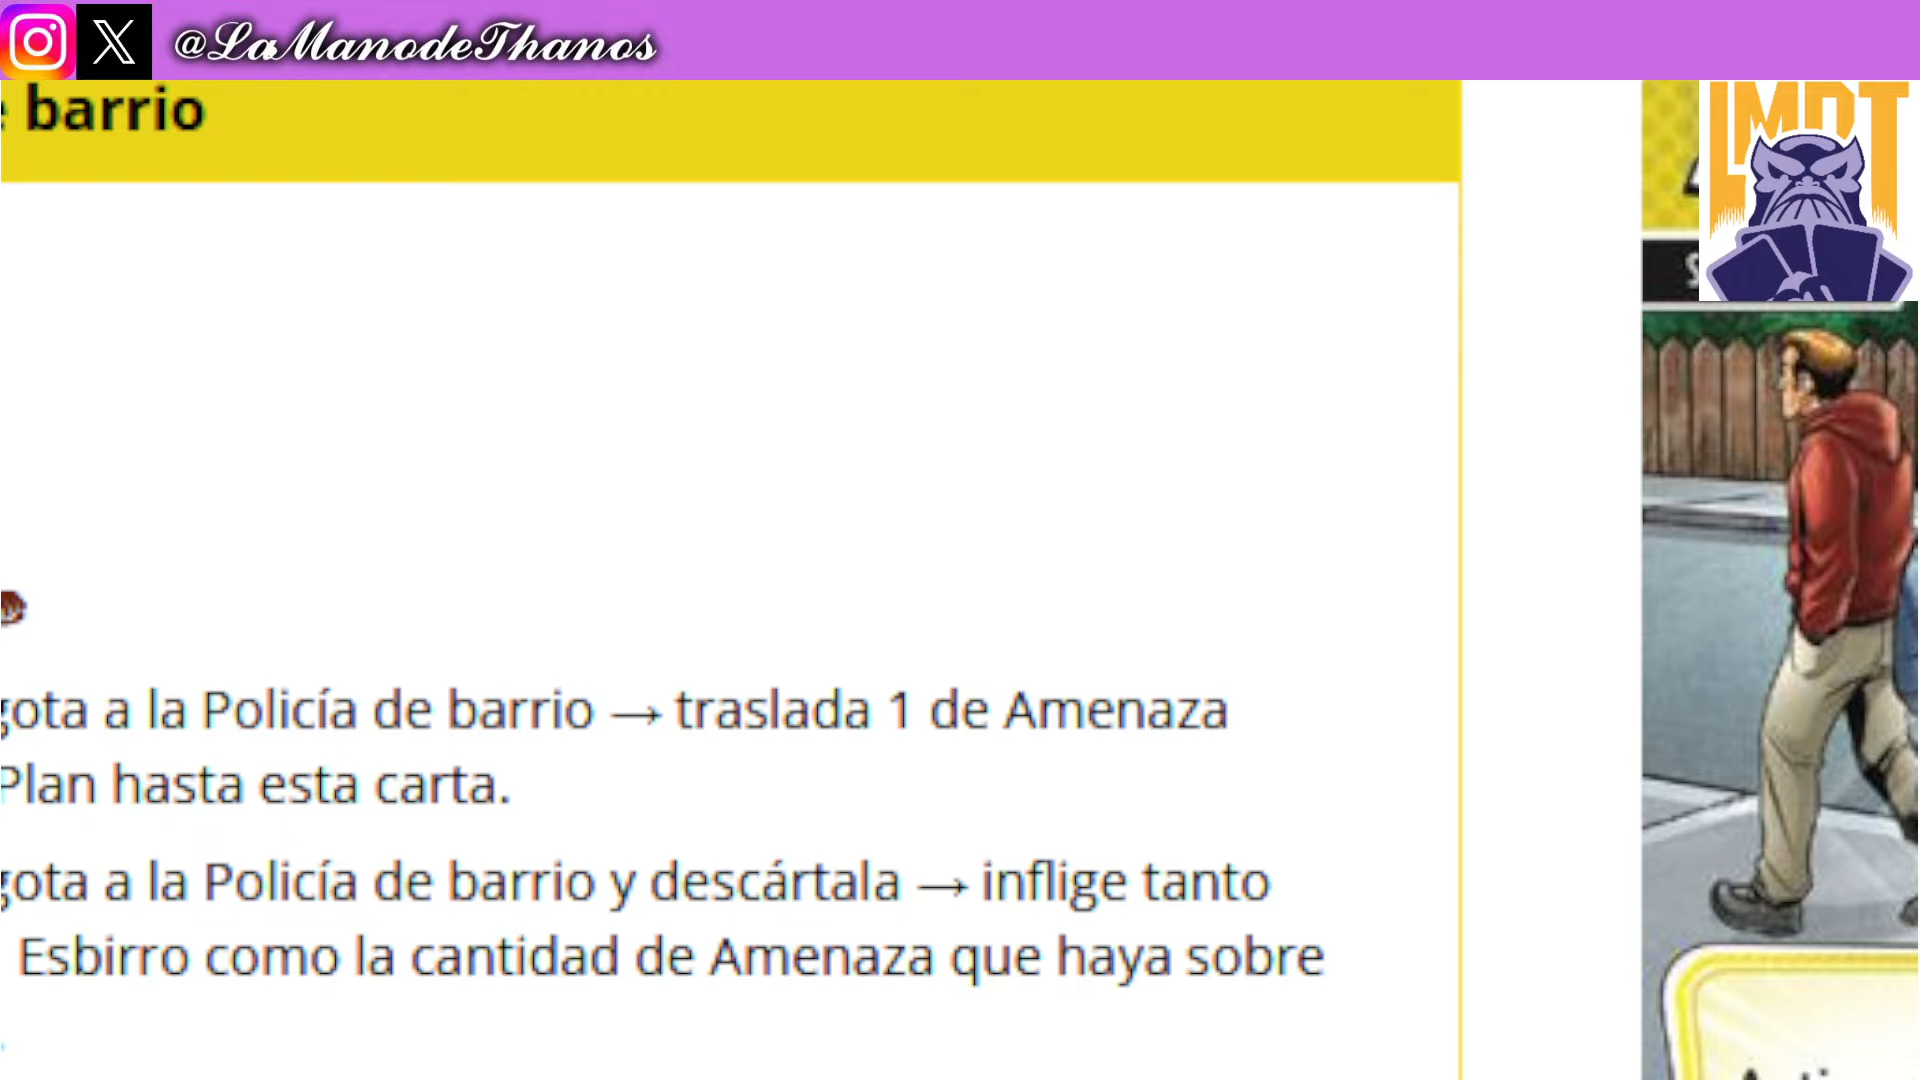 @LaManodeThanos
barrio
LMDT
gota a la Policía de barrio → traslada 1 de Amenaza
Plan hasta esta carta.
gota a la Policía de barrio y descártala → inflige tanto
Esbirro como la cantidad de Amenaza que haya sobre